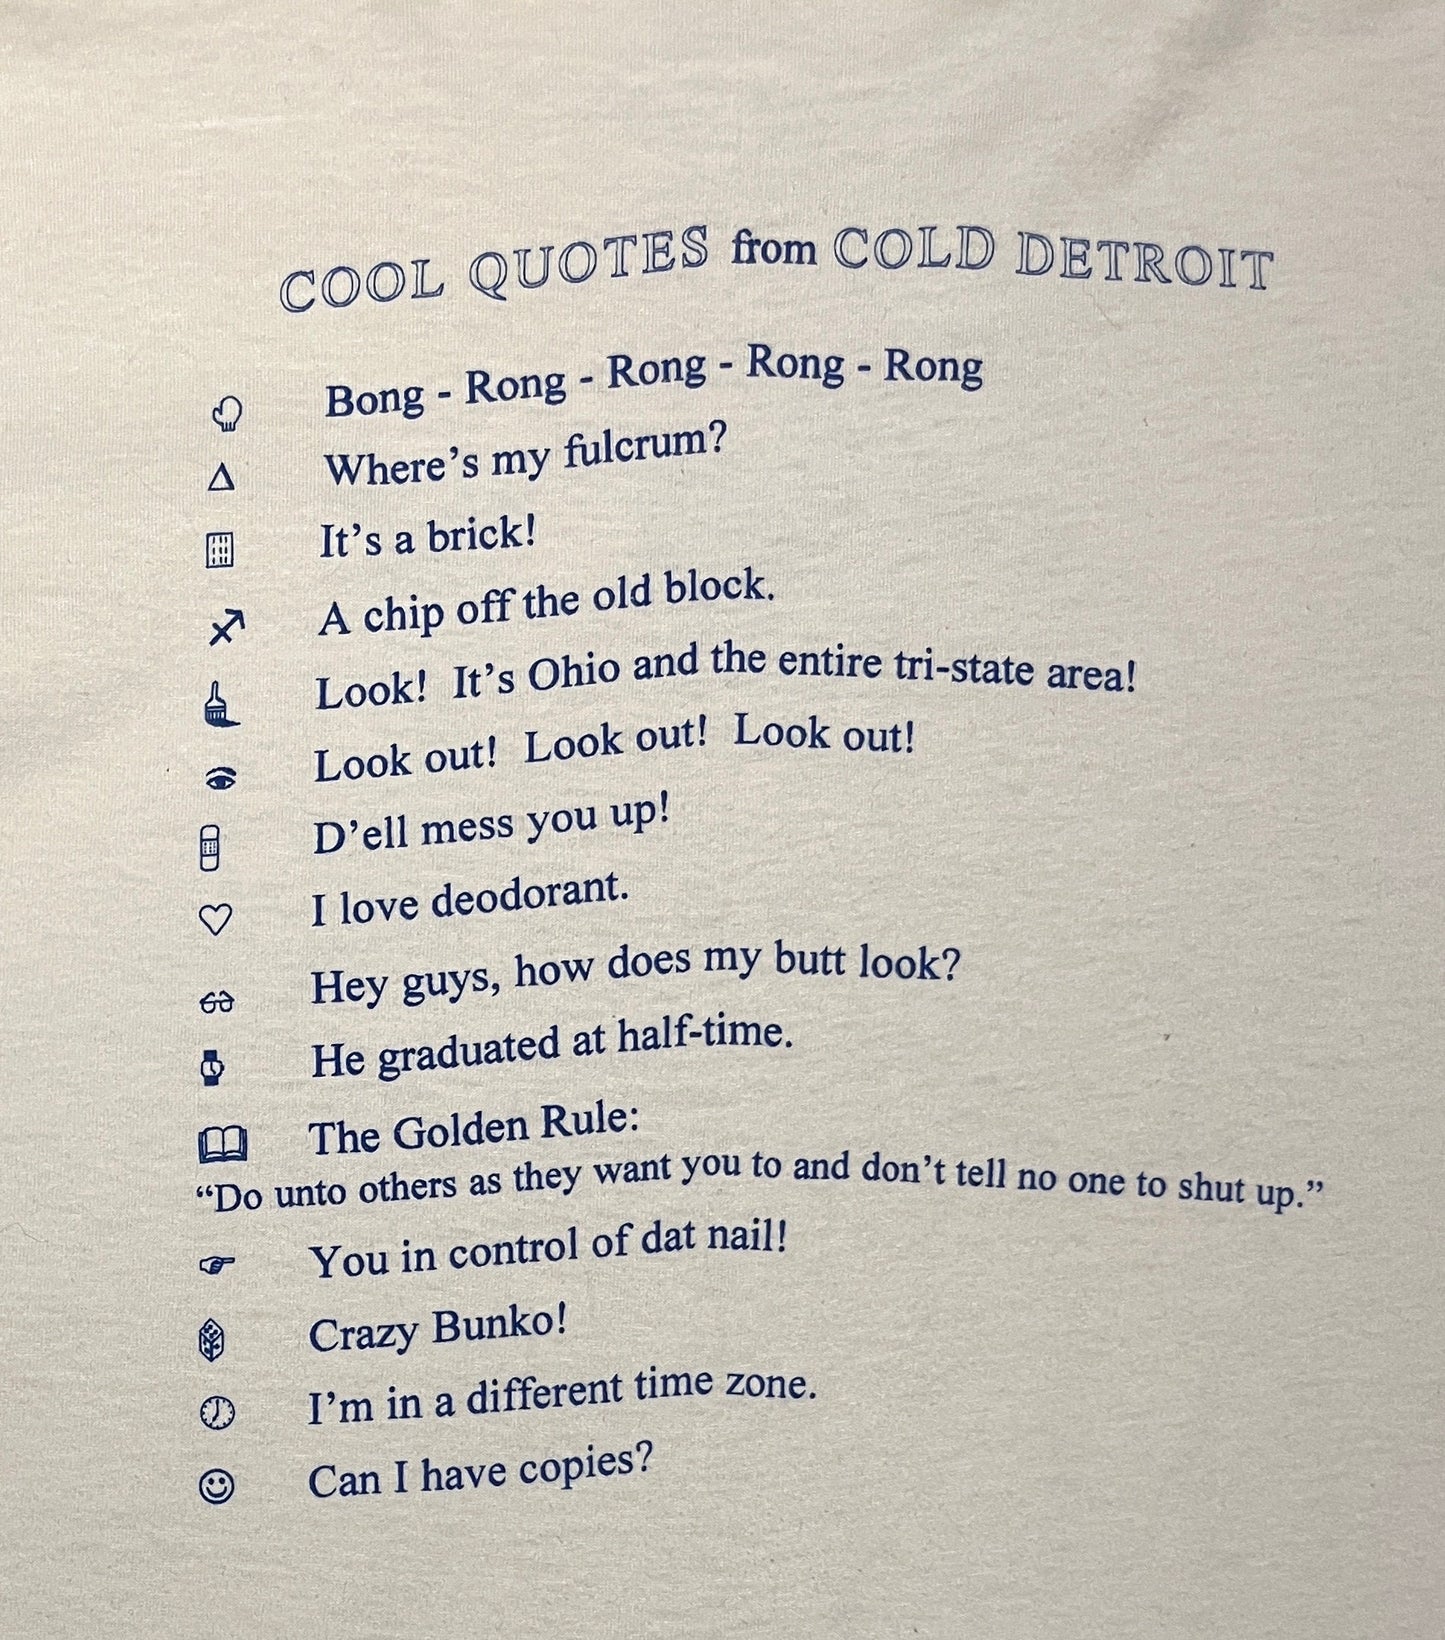 COOL QUOTES from COLD DETROIT
Bong - Rong - Rong - Rong - Rong
Where's my fulcrum?
It's a brick!
A chip off the old block.
Look!  It's Ohio and the entire tri-state area!
Look out!  Look out!  Look out!
D'ell mess you up!
I love deodorant.
Hey guys, how does my butt look?
He graduated at half-time.
The Golden Rule:
“Do unto others as they want you to and don't tell no one to shut up.”
You in control of dat nail!
Crazy Bunko!
I'm in a different time zone.
Can I have copies?